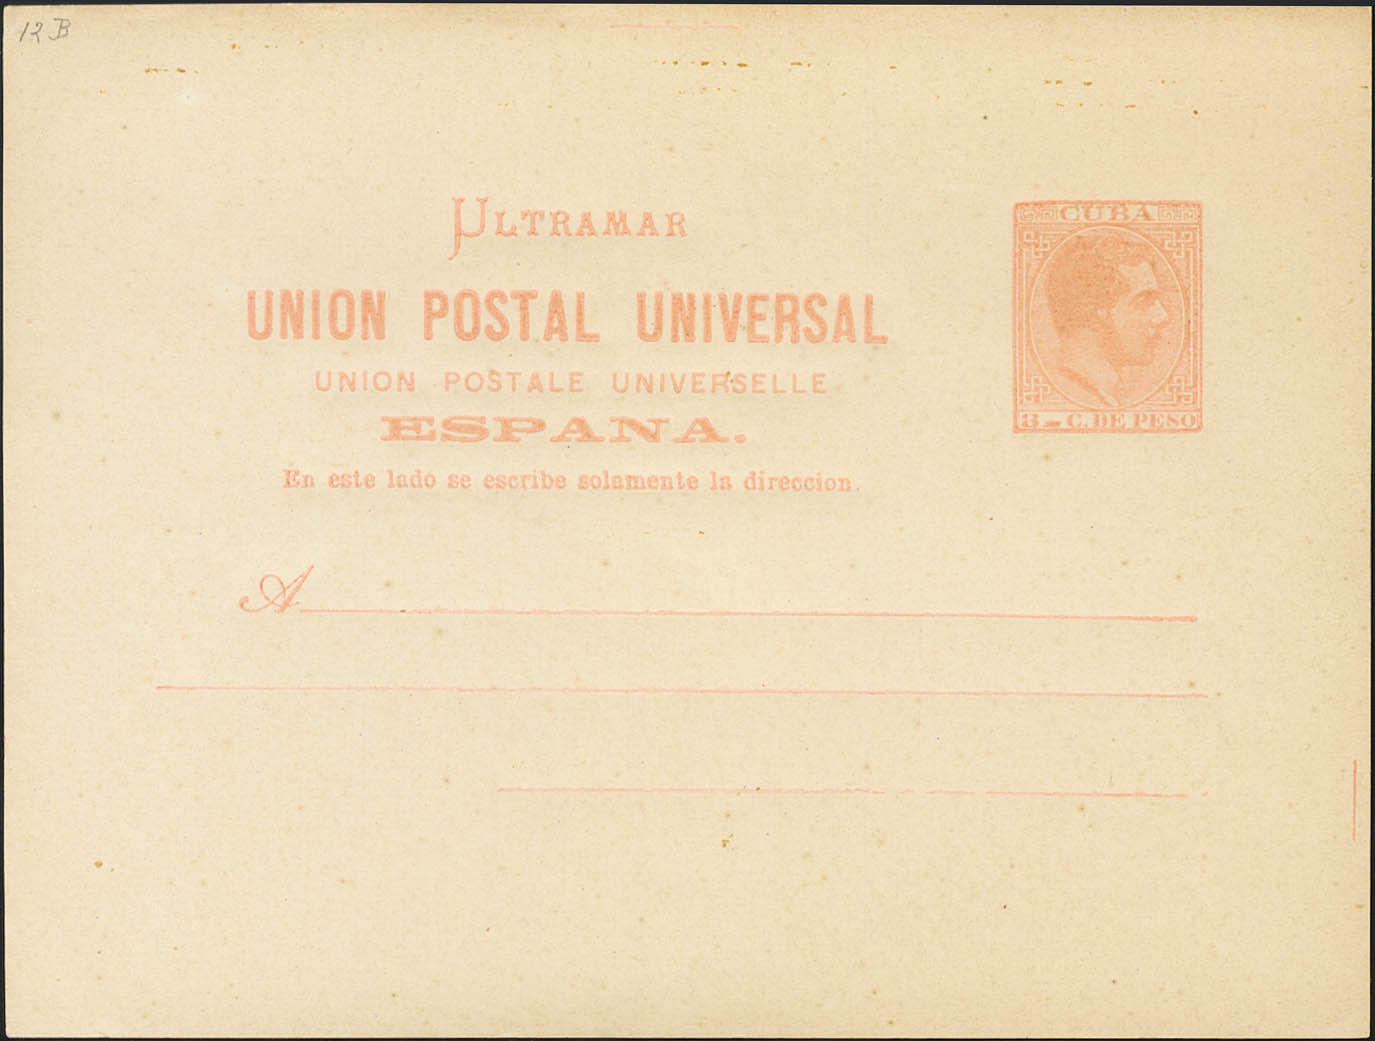 12 B
ULTRAMAR
CUBA
UNION POSTAL UNIVERSAL
UNION POSTALE UNIVERSELLE
ESPANA.
3 – C. DE PESO
En este lado se escribe solamente la direccion.
A